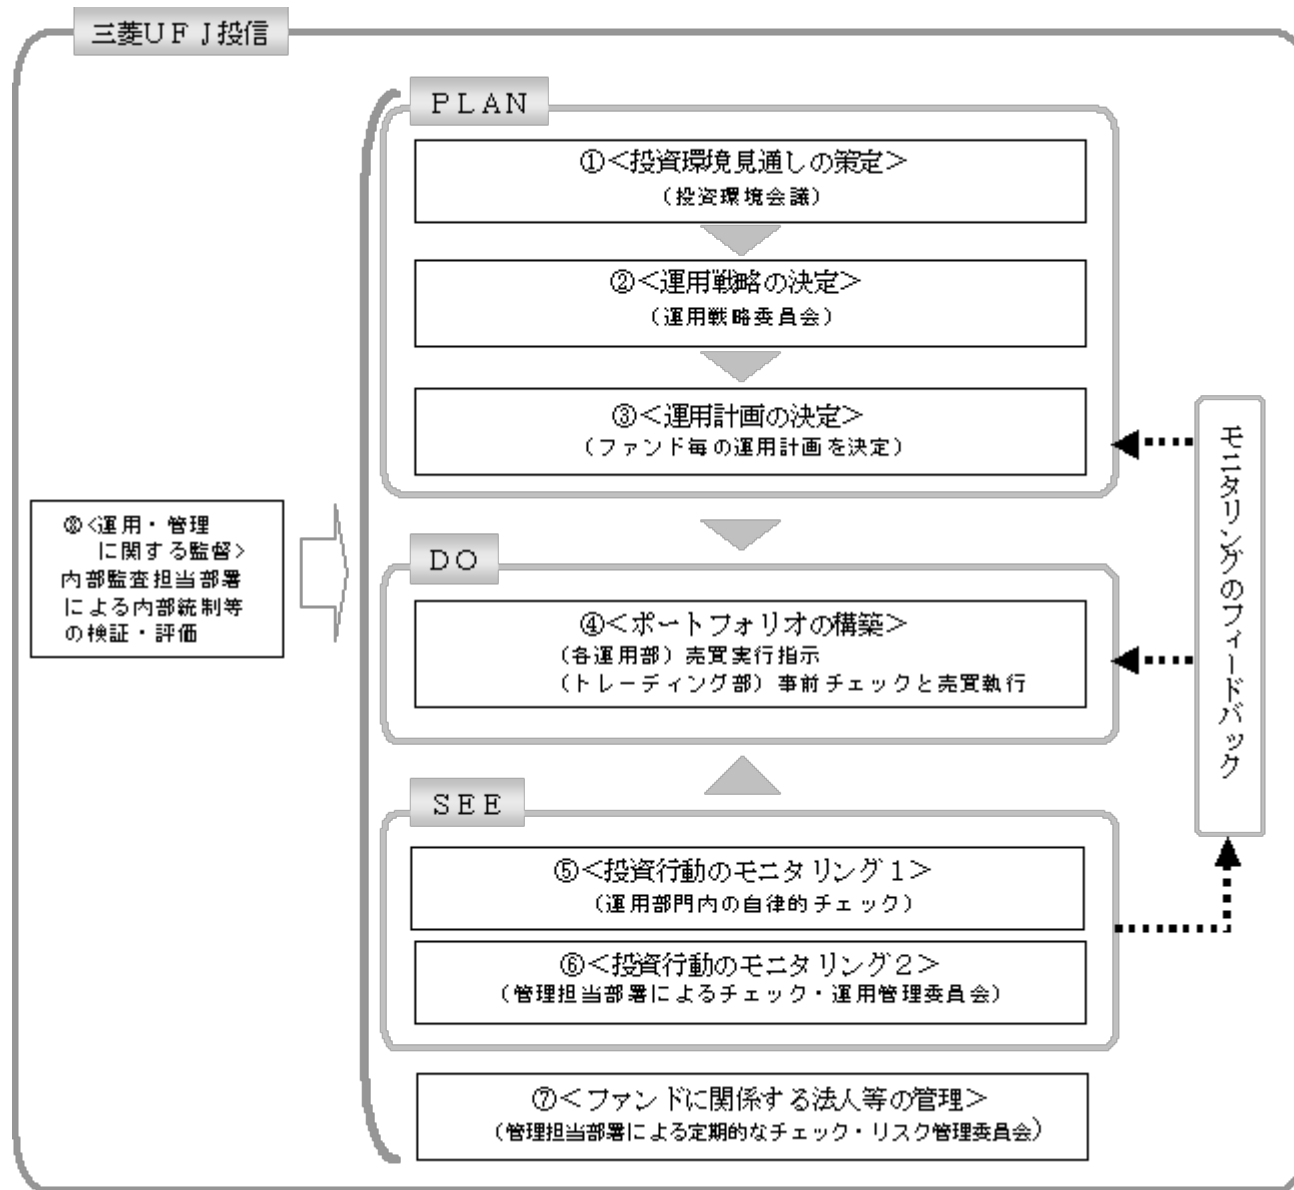 三菱ＵＦＪ投信
ＰＬＡＮ
①＜投資環境見通しの策定＞
（投資環境会議）
②＜運用戦略の決定＞
（運用戦略委員会）
③＜運用計画の決定＞
（ファンド毎の運用計画を決定）
⑧＜運用・管理
に関する監督＞
内部監査担当部署
による内部統制等
の検証・評価
ＤＯ
④＜ポートフォリオの構築＞
（各運用部）売買実行指示
（トレーディング部）事前チェックと売買執行
ＳＥＥ
⑤＜投資行動のモニタリング１＞
（運用部門内の自律的チェック）
⑥＜投資行動のモニタリング２＞
（管理担当部署によるチェック・運用管理委員会）
⑦＜ファンドに関係する法人等の管理＞
（管理担当部署による定期的なチェック・リスク管理委員会）
モニタリングのフィードバック